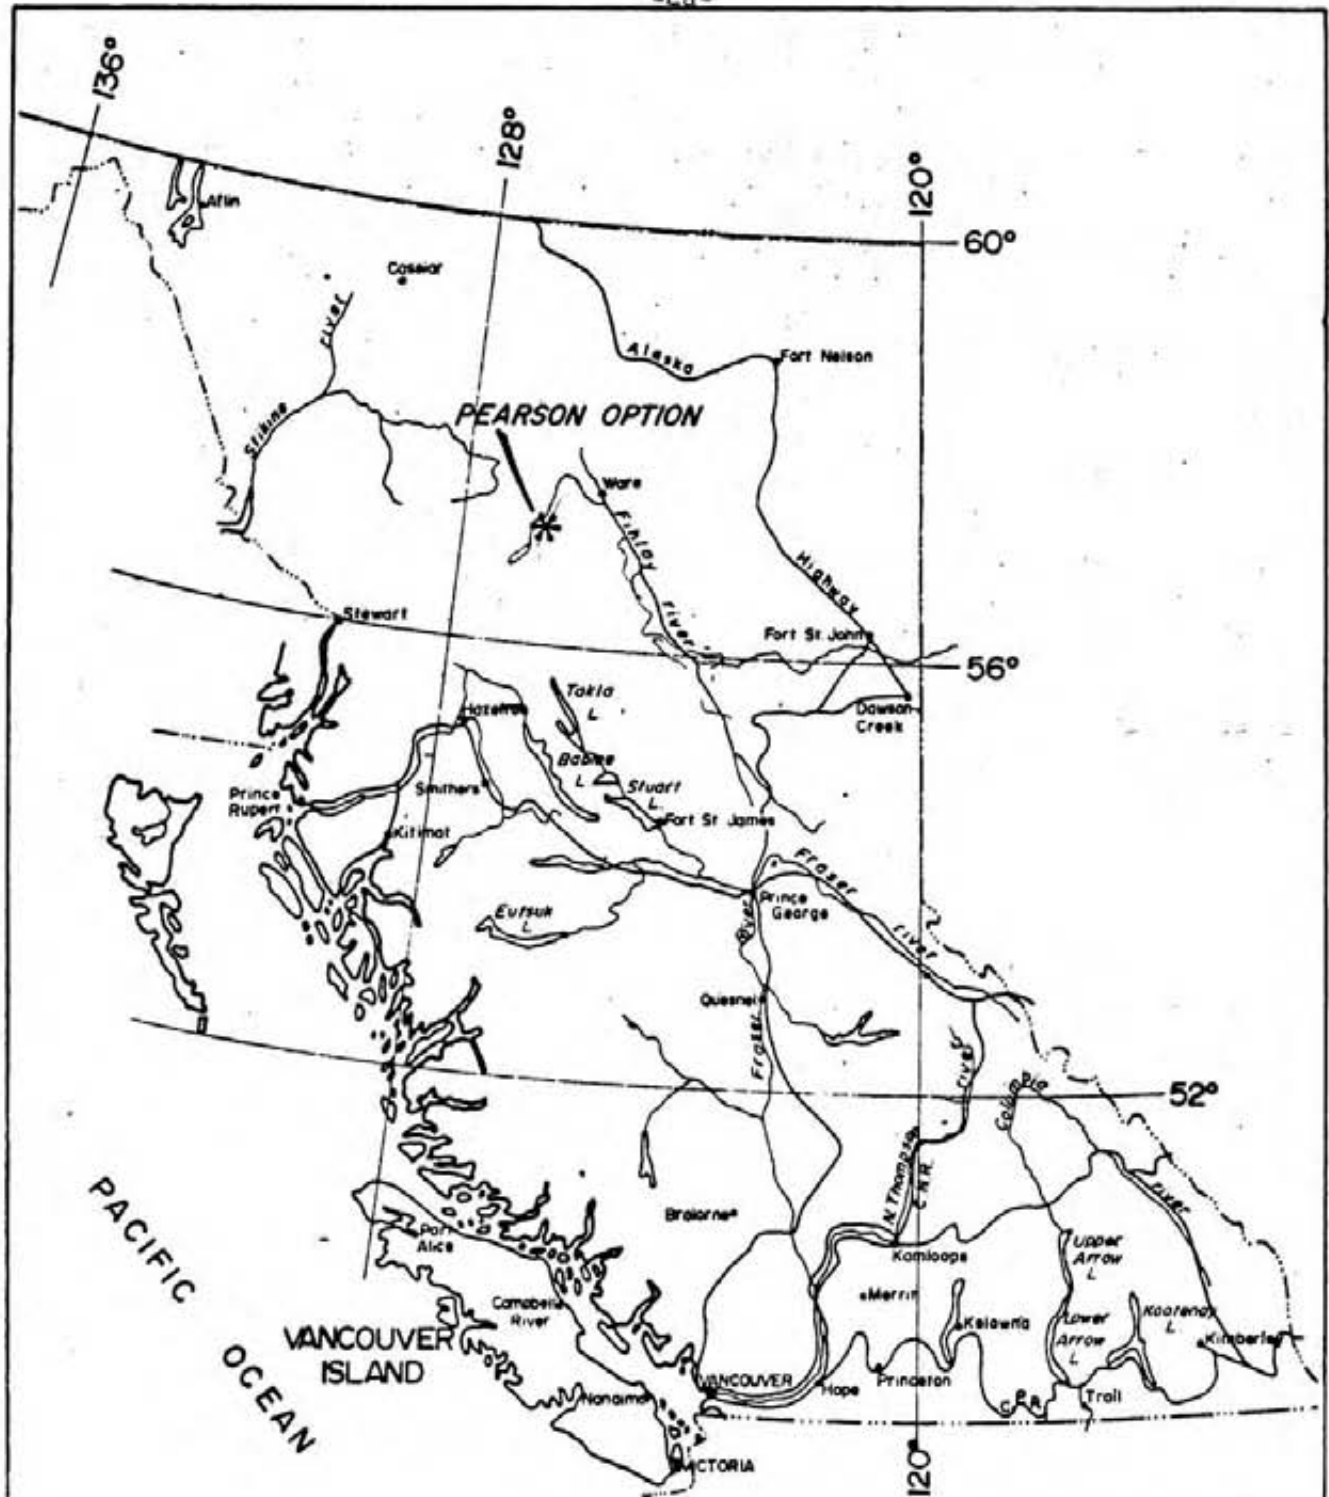 136°
128°
120°
60°
Atlin
Cassiar
river
Stikine
Alaska
Fort Nelson
PEARSON OPTION
Ware
Finlay
river
Highway
Fort St. John
56°
Stewart
Dawson
Creek
Takla
L.
Hazelton
Babine
L.
Stuart
L.
Smithers
Prince
Rupert
Kitimat
Fort St James
Frazer
river
Prince
George
River
Frazer
Eutsuk
L.
Quesnel
52°
Columbia
river
river
N Thompson
C.N.R.
PACIFIC
OCEAN
Port
Alice
Bralorne
Kamloops
Upper
Arrow
L.
Merrit
Campbell
River
Kelowna
Lower
Arrow
L
Kootenay
L.
Kimberley
VANCOUVER
ISLAND
VANCOUVER
Hope
Princeton
C.P.R.
Trail
Nanaimo
VICTORIA
120°